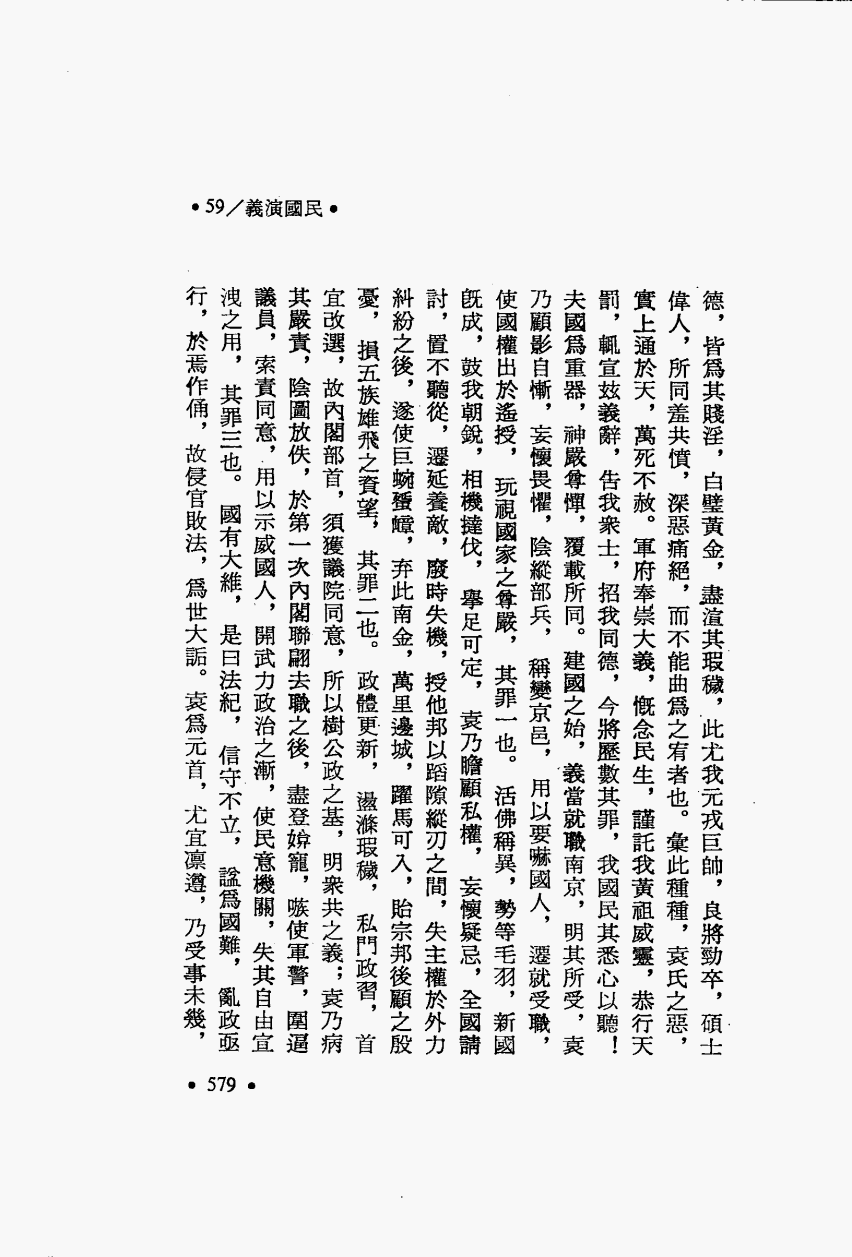 •59／義演國民•
德，皆爲其賤淫，白璧黃金，盡渲其瑕穢，此尤我元戎巨帥，良將勁卒，碩士
偉人，所同羞共憤，深惡痛絕，而不能曲爲之宥者也。彙此種種，袁氏之惡，
實上通於天，萬死不赦。軍府奉崇大義，慨念民生，謹託我黃祖威靈，恭行天
罰，輒宣玆義辭，告我衆士，招我同德，今將歷數其罪，我國民其悉心以聽！
夫國爲重器，神嚴尊憚，覆載所同。建國之始，義當就職南京，明其所受，袁
乃顧影自慚，妄懷畏懼，陰縱部兵，稱變京邑，用以要嚇國人，遷就受職，
使國權出於遙授，玩視國家之尊嚴，其罪一也。活佛稱異，勢等毛羽，新國
旣成，鼓我朝銳，相機撻伐，擧足可定，袁乃瞻顧私權，妄懷疑忌，全國請
討，置不聽從，遷延養敵，廢時失機，授他邦以蹈隙縱刃之間，失主權於外力
糾紛之後，遂使巨蜿蜑蟑，弃此南金，萬里邊城，躍馬可入，貽宗邦後顧之殷
憂，損五族雄飛之資望，其罪二也。政體更新，盪滌瑕穢，私門政習，首
宜改選，故內閣部首，須獲議院同意，所以樹公政之基，明衆共之義；袁乃病
其嚴責，陰圖放佚，於第一次內閣聯翩去職之後，盡登嬖寵，嗾使軍警，圍逼
議員，索責同意，用以示威國人，開武力政治之漸，使民意機關，失其自由宣
洩之用，其罪三也。國有大維，是曰法紀，信守不立，諡爲國難，亂政亟
行，於焉作俑，故侵官敗法，爲世大詬。袁爲元首，尤宜凛遵，乃受事未幾，
•579•